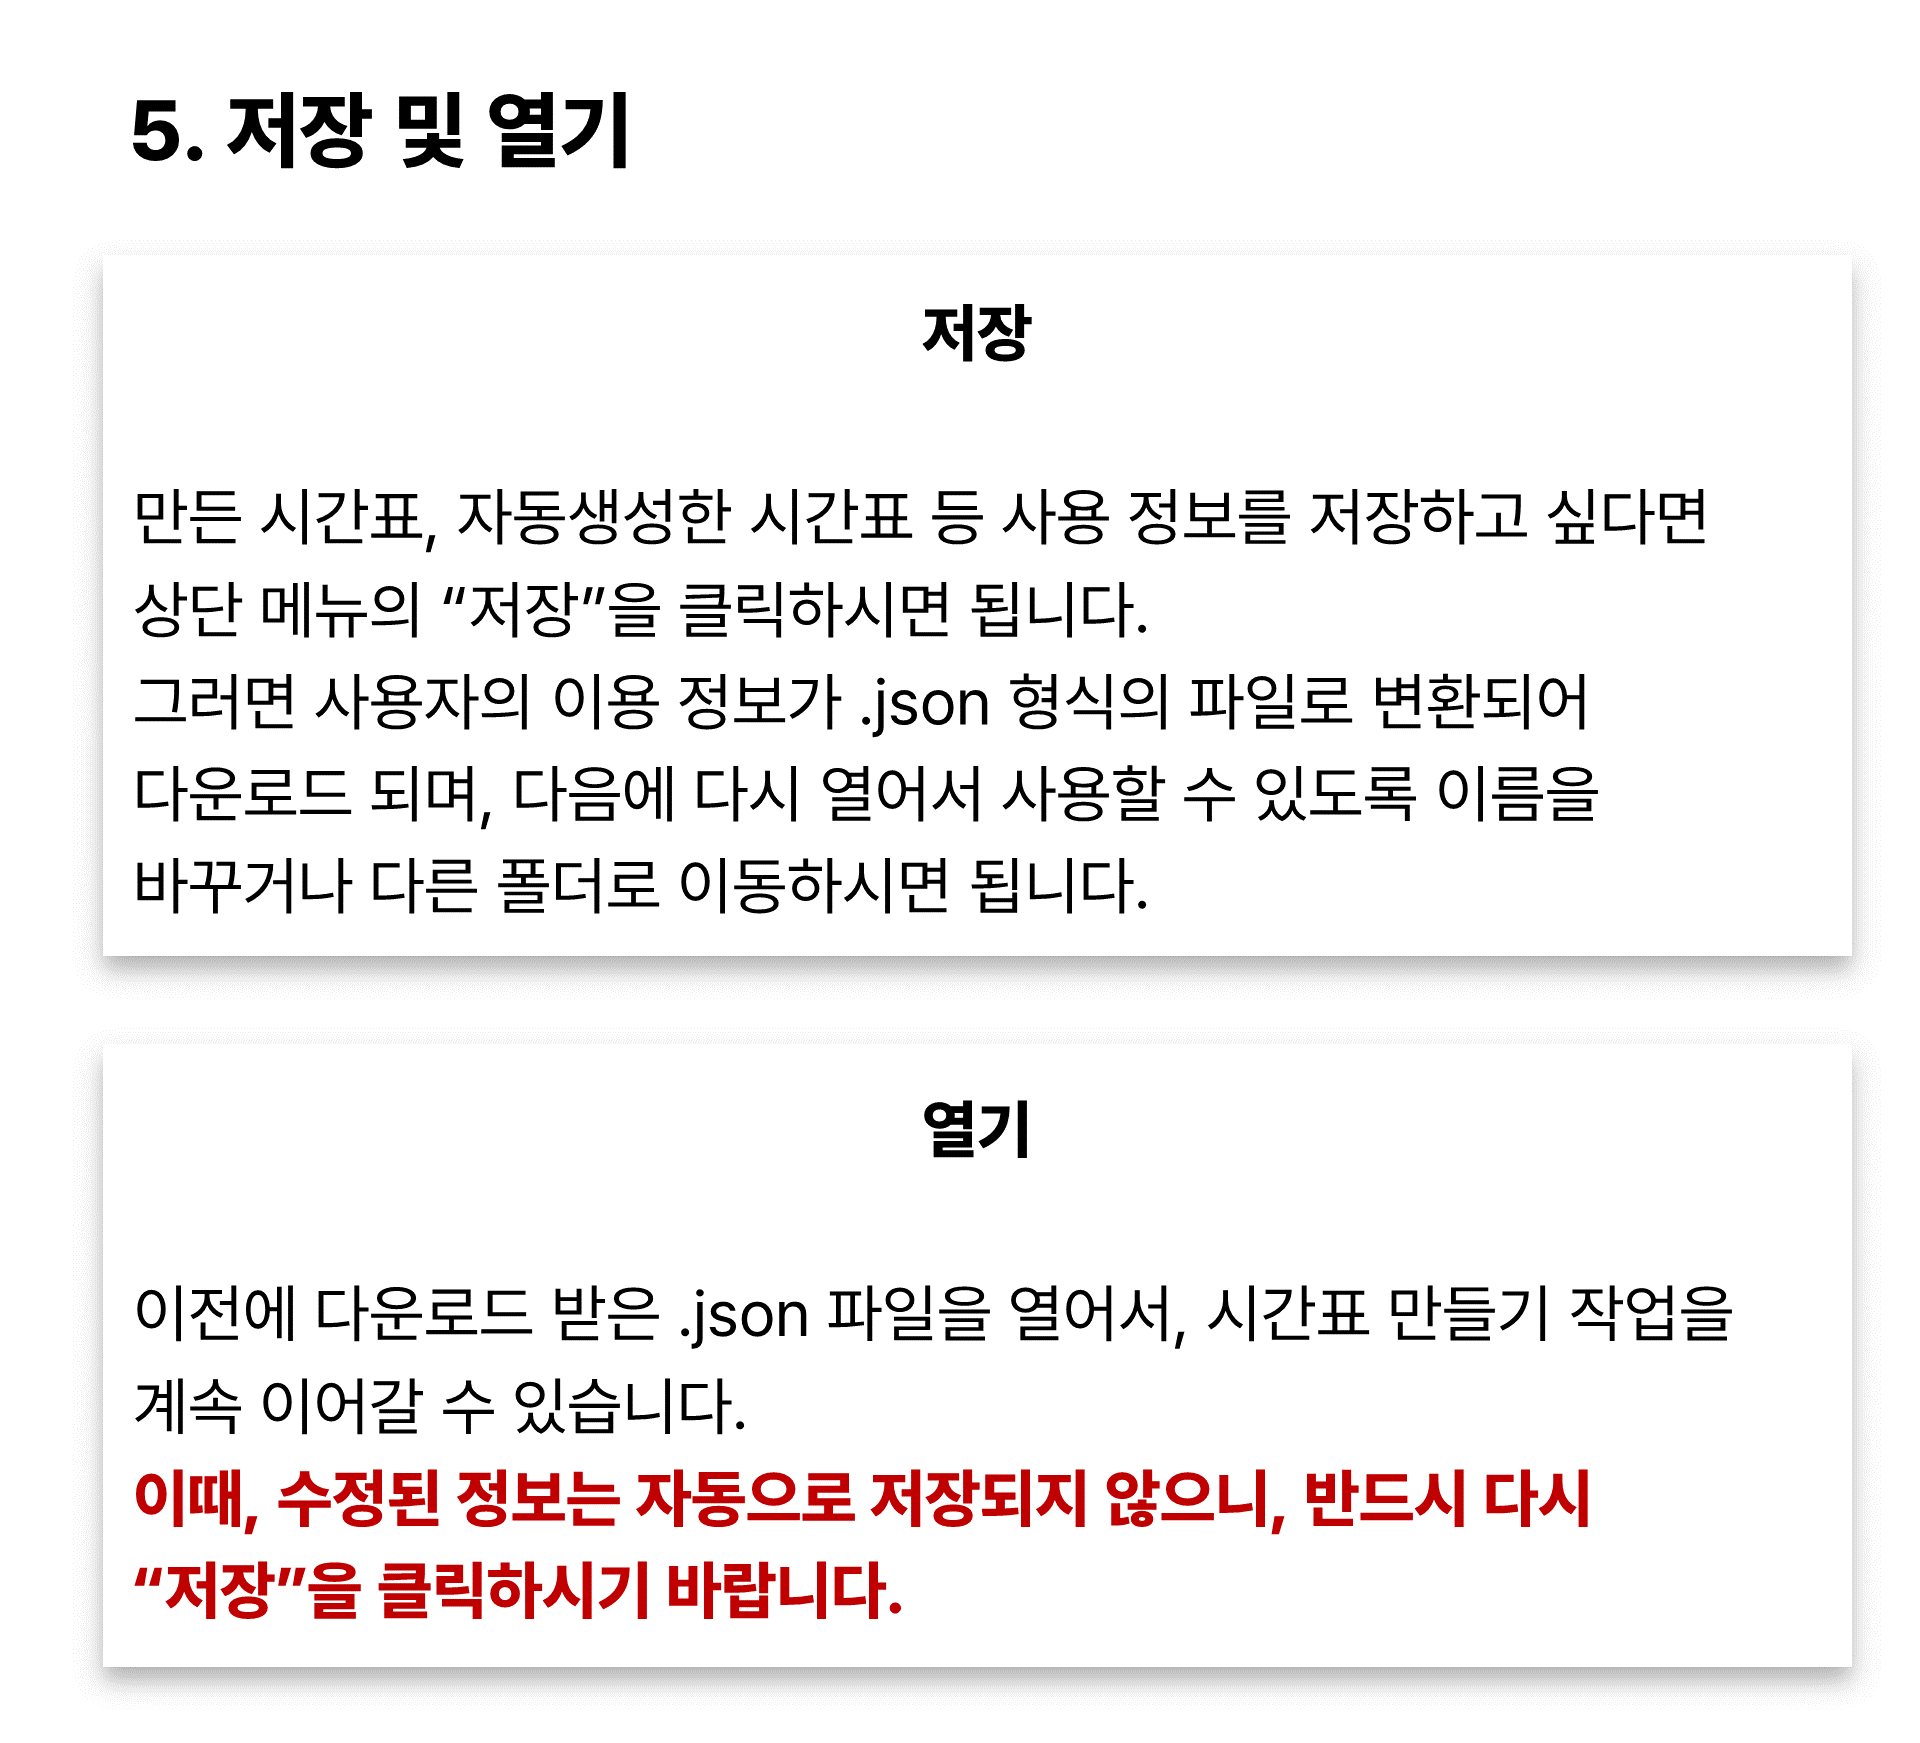 5. 저장 및 열기
저장
만든 시간표, 자동생성한 시간표 등 사용 정보를 저장하고 싶다면
상단 메뉴의 “저장”을 클릭하시면 됩니다.
그러면 사용자의 이용 정보가 .json 형식의 파일로 변환되어
다운로드 되며, 다음에 다시 열어서 사용할 수 있도록 이름을
바꾸거나 다른 폴더로 이동하시면 됩니다.
열기
이전에 다운로드 받은 .json 파일을 열어서, 시간표 만들기 작업을
계속 이어갈 수 있습니다.
이때, 수정된 정보는 자동으로 저장되지 않으니, 반드시 다시
“저장”을 클릭하시기 바랍니다.